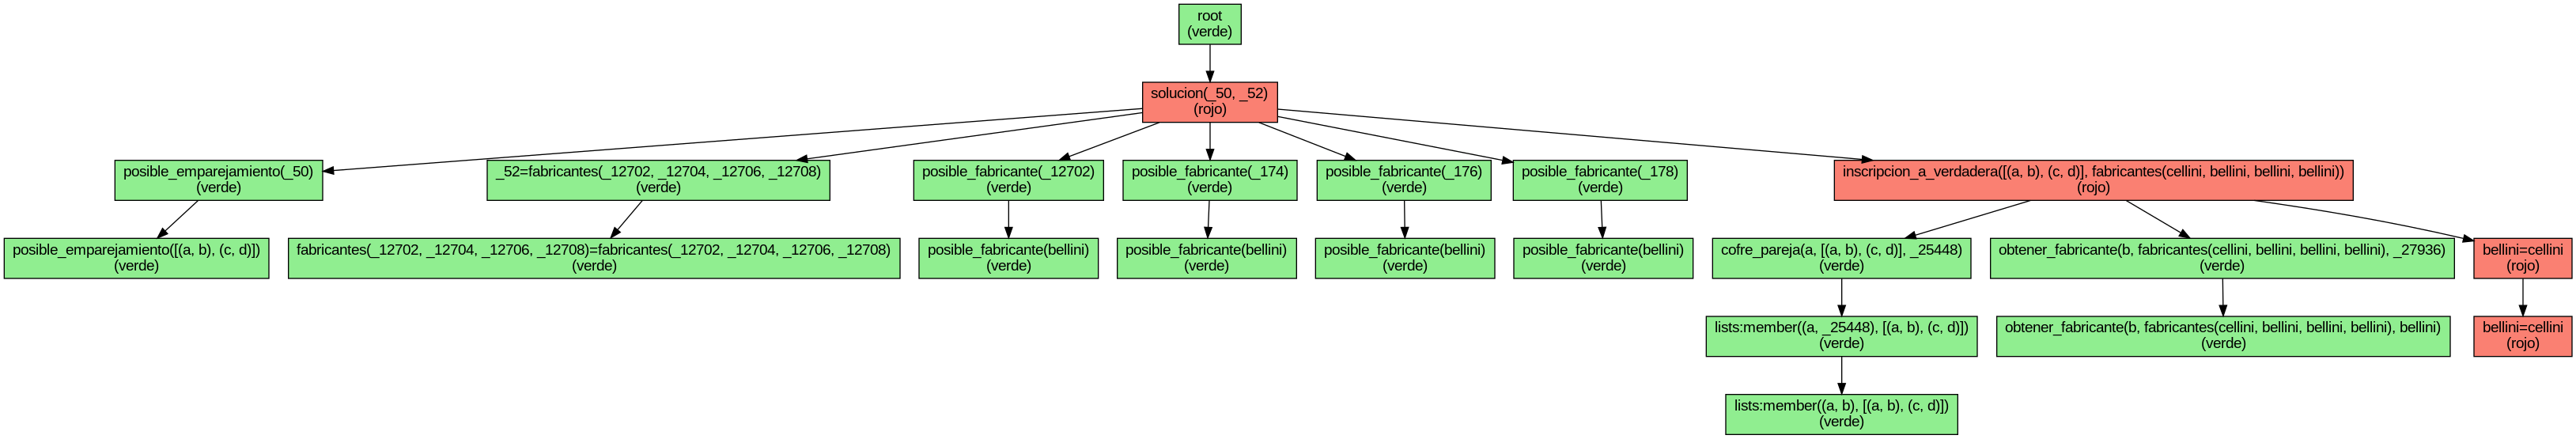 root
(verde)
solucion(_50, _52)
(rojo)
posible_emparejamiento(_50)
(verde)
_52=fabricantes(_12702, _12704, _12706, _12708)
(verde)
posible_fabricante(_12702)
(verde)
posible_fabricante(_174)
(verde)
posible_fabricante(_176)
(verde)
posible_fabricante(_178)
(verde)
inscripcion_a_verdadera([(a, b), (c, d)], fabricantes(cellini, bellini, bellini, bellini))
(rojo)
posible_emparejamiento([(a, b), (c, d)])
(verde)
fabricantes(_12702, _12704, _12706, _12708)=fabricantes(_12702, _12704, _12706, _12708)
(verde)
posible_fabricante(bellini)
(verde)
posible_fabricante(bellini)
(verde)
posible_fabricante(bellini)
(verde)
posible_fabricante(bellini)
(verde)
cofre_pareja(a, [(a, b), (c, d)], _25448)
(verde)
obtener_fabricante(b, fabricantes(cellini, bellini, bellini, bellini), _27936)
(verde)
bellini=cellini
(rojo)
lists:member((a, _25448), [(a, b), (c, d)])
(verde)
obtener_fabricante(b, fabricantes(cellini, bellini, bellini, bellini), bellini)
(verde)
bellini=cellini
(rojo)
lists:member((a, b), [(a, b), (c, d)])
(verde)